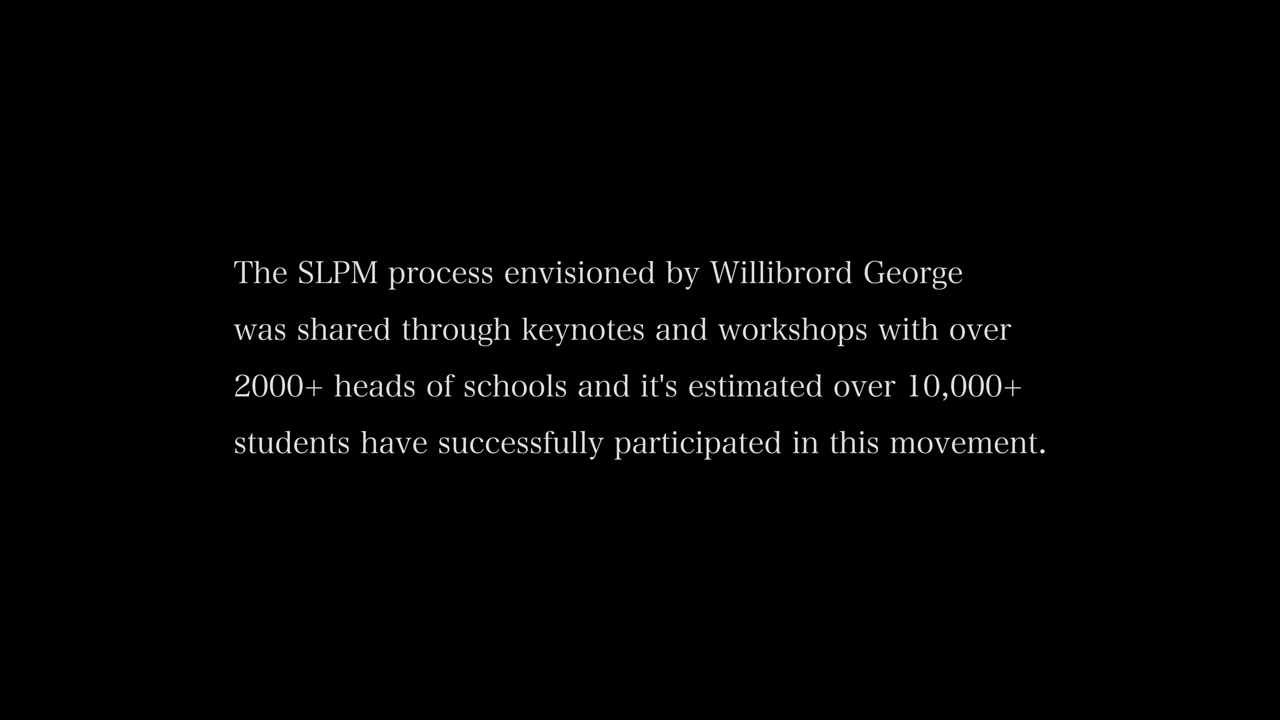 The SLPM process envisioned by Willibrord George
was shared through keynotes and workshops with over
2000+ heads of schools and it's estimated over 10,000+
students have successfully participated in this movement.